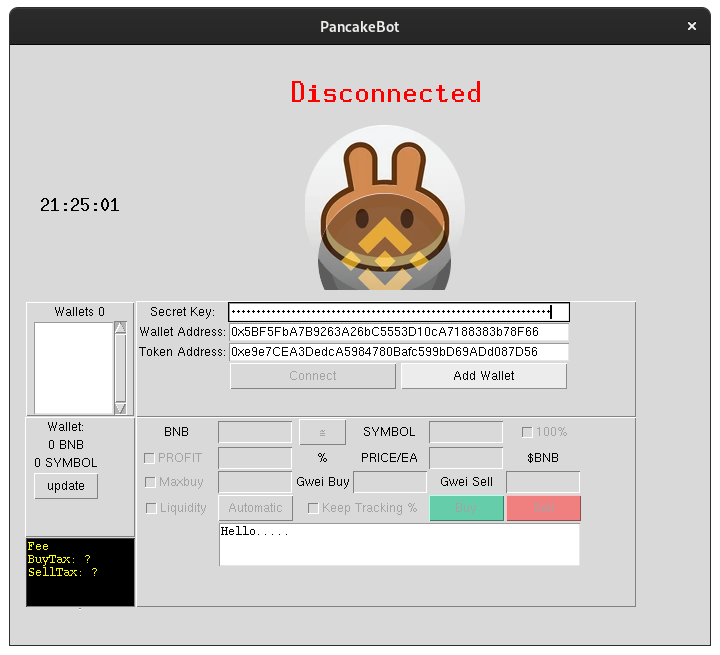 PancakeBot
Disconnected
21:25:01
Wallets 0
Secret Key:
Wallet Address: 0x5BF5FbA7B9263A26bC5553D10cA7188383b78F66
Token Address: 0xe9e7CEA3DedcA5984780Bafc599bD69ADd087D56
Connect Add Wallet
Wallet:
0 BNB
0 SYMBOL
update
BNB ≅ SYMBOL 100%
PROFIT % PRICE/EA $BNB
Maxbuy Gwei Buy Gwei Sell
Liquidity Automatic Keep Tracking % Buy
Hello.....
Fee
BuyTax: ?
SellTax: ?